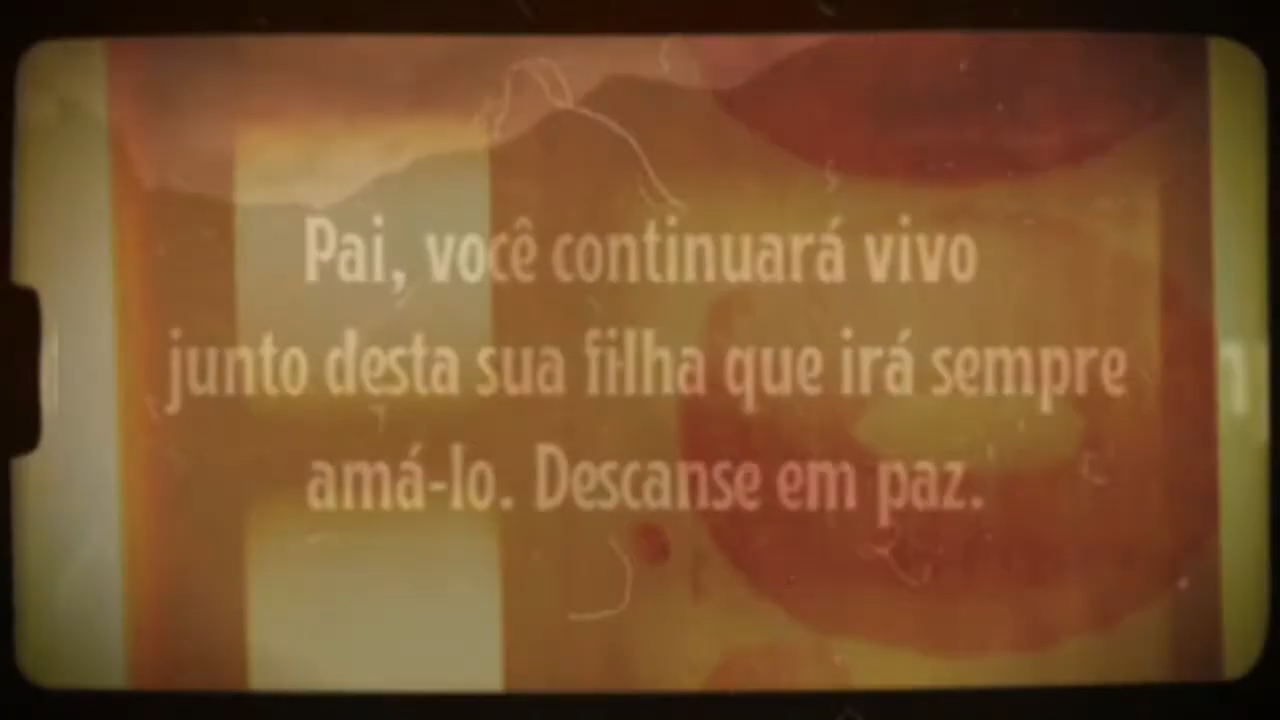 Pai, você continuará vivo
junto desta sua filha que irá sempre
amá-lo. Descanse em paz.